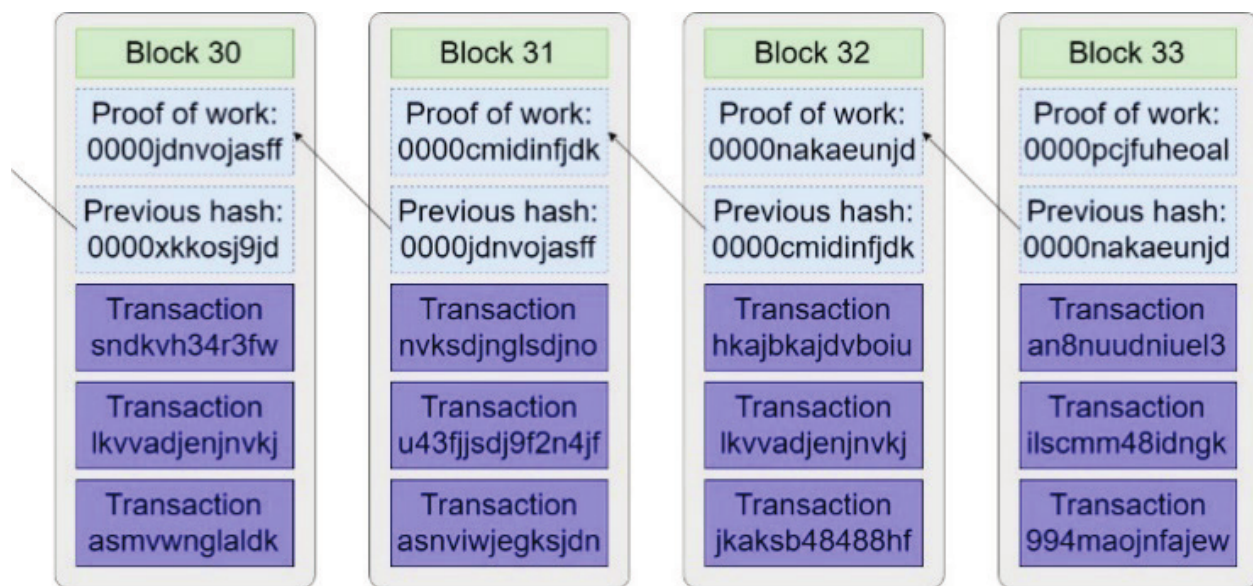 Block 30
Proof of work:
0000jdnvojasff
Previous hash:
0000xkkosj9jd
Transaction
sndkvh34r3fw
Transaction
lkvvadjenjnvkj
Transaction
asmvwnglaldk
Block 31
Proof of work:
0000cmidinfjdk
Previous hash:
0000jdnvojasff
Transaction
nvksdjnglsdjno
Transaction
u43fjjsdj9f2n4jf
Transaction
asnviwjegksjdn
Block 32
Proof of work:
0000nakaeunjd
Previous hash:
0000cmidinfjdk
Transaction
hkajbkajdvboiu
Transaction
lkvvadjenjnvkj
Transaction
jkaksb48488hf
Block 33
Proof of work:
0000pcjfuheoal
Previous hash:
0000nakaeunjd
Transaction
an8nuudniuel3
Transaction
ilscmm48idngk
Transaction
994maojnfajew